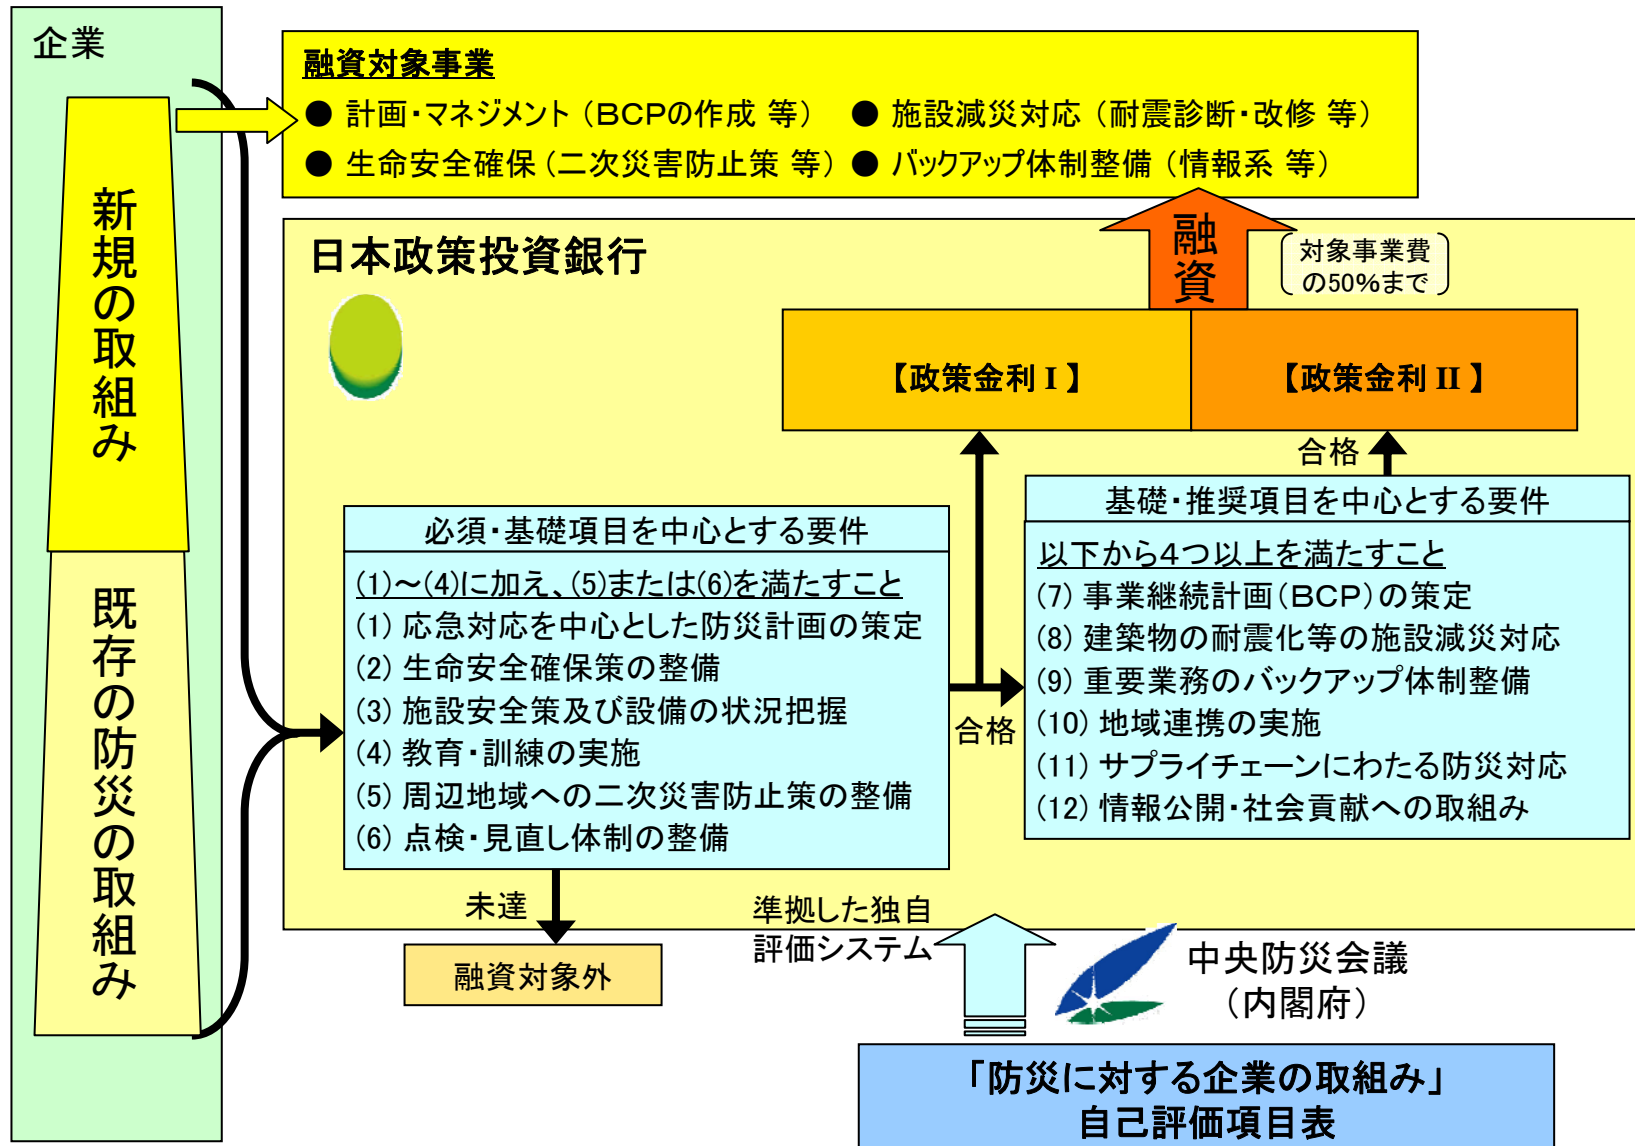 企業
新規の取組み
既存の防災の取組み
融資対象事業
● 計画・マネジメント（BCPの作成 等） ● 施設減災対応（耐震診断・改修 等）
● 生命安全確保（二次災害防止策 等） ● バックアップ体制整備（情報系 等）
日本政策投資銀行
融資
対象事業費
の50%まで
【政策金利 I 】
【政策金利 II 】
合格
必須・基礎項目を中心とする要件
(1)～(4)に加え、(5)または(6)を満たすこと
(1) 応急対応を中心とした防災計画の策定
(2) 生命安全確保策の整備
(3) 施設安全策及び設備の状況把握
(4) 教育・訓練の実施
(5) 周辺地域への二次災害防止策の整備
(6) 点検・見直し体制の整備
合格
基礎・推奨項目を中心とする要件
以下から4つ以上を満たすこと
(7) 事業継続計画(BCP)の策定
(8) 建築物の耐震化等の施設減災対応
(9) 重要業務のバックアップ体制整備
(10) 地域連携の実施
(11) サプライチェーンにわたる防災対応
(12) 情報公開・社会貢献への取組み
未達
融資対象外
準拠した独自
評価システム
中央防災会議
（内閣府）
「防災に対する企業の取組み」
自己評価項目表